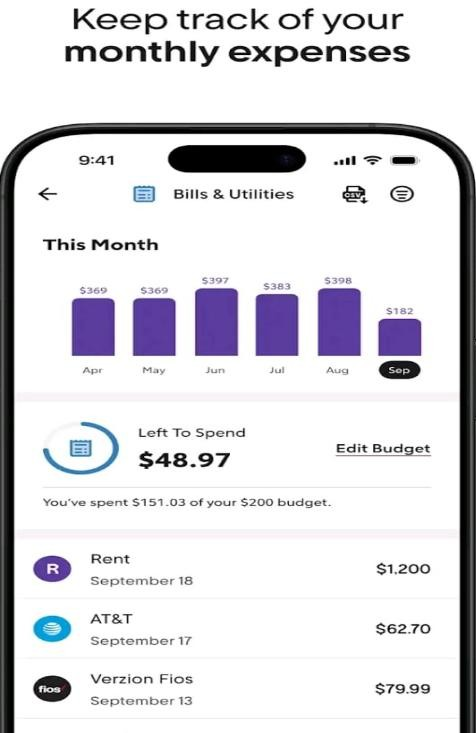 Keep track of your
monthly expenses
9:41
Bills & Utilities
CSV
This Month
$369 $369 $397 $383 $398 $182
Apr May Jun Jul Aug Sep
Left To Spend
$48.97
Edit Budget
You've spent $151.03 of your $200 budget.
R
Rent
$1,200
September 18
AT&T
$62.70
September 17
fios
Verzion Fios
$79.99
September 13